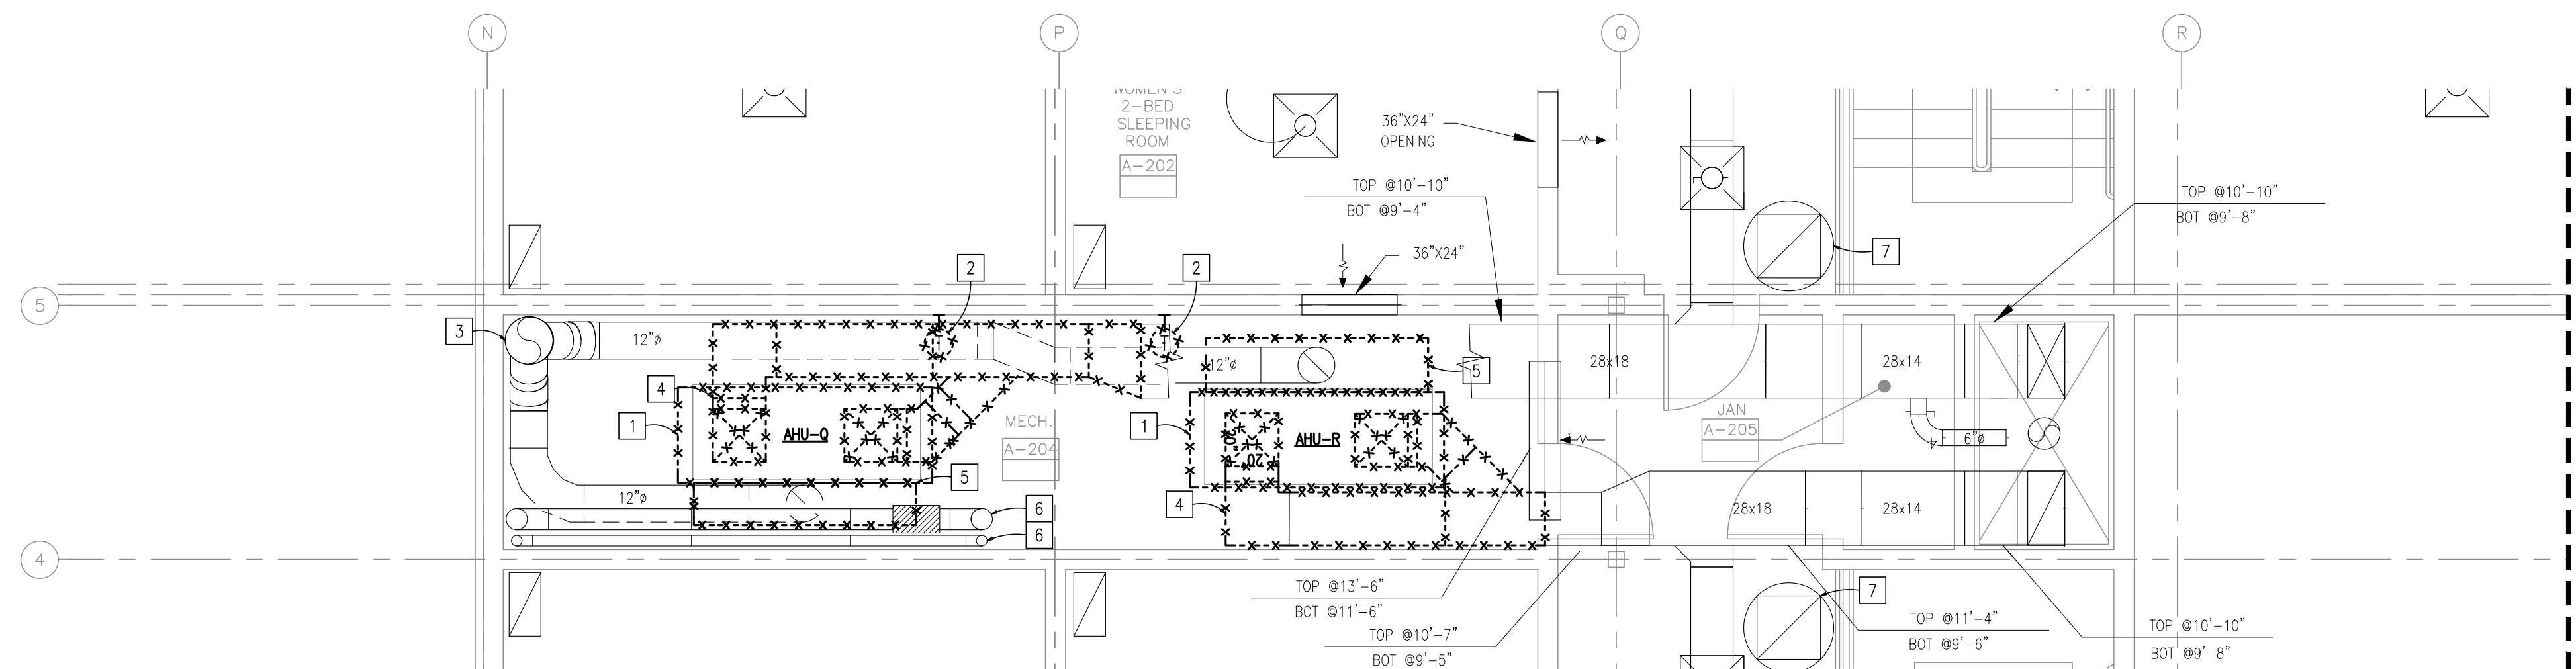 N
P
Q
R
WOMEN'S
2-BED
SLEEPING
ROOM
A-202
36"X24"
OPENING
TOP @10'-10"
BOT @9'-4"
TOP @10'-10"
BOT @9'-8"
36"X24"
7
2
2
5
3
12"ø
12"ø
28x18
28x14
5
4
1
AHU-Q
MECH.
A-204
1
AHU-R
20
JAN
A-205
6"ø
5
12"ø
4
6
6
28x18
28x14
4
TOP @13'-6"
BOT @11'-6"
TOP @10'-7"
BOT @9'-5"
7
TOP @11'-4"
BOT @9'-6"
TOP @10'-10"
BOT @9'-8"